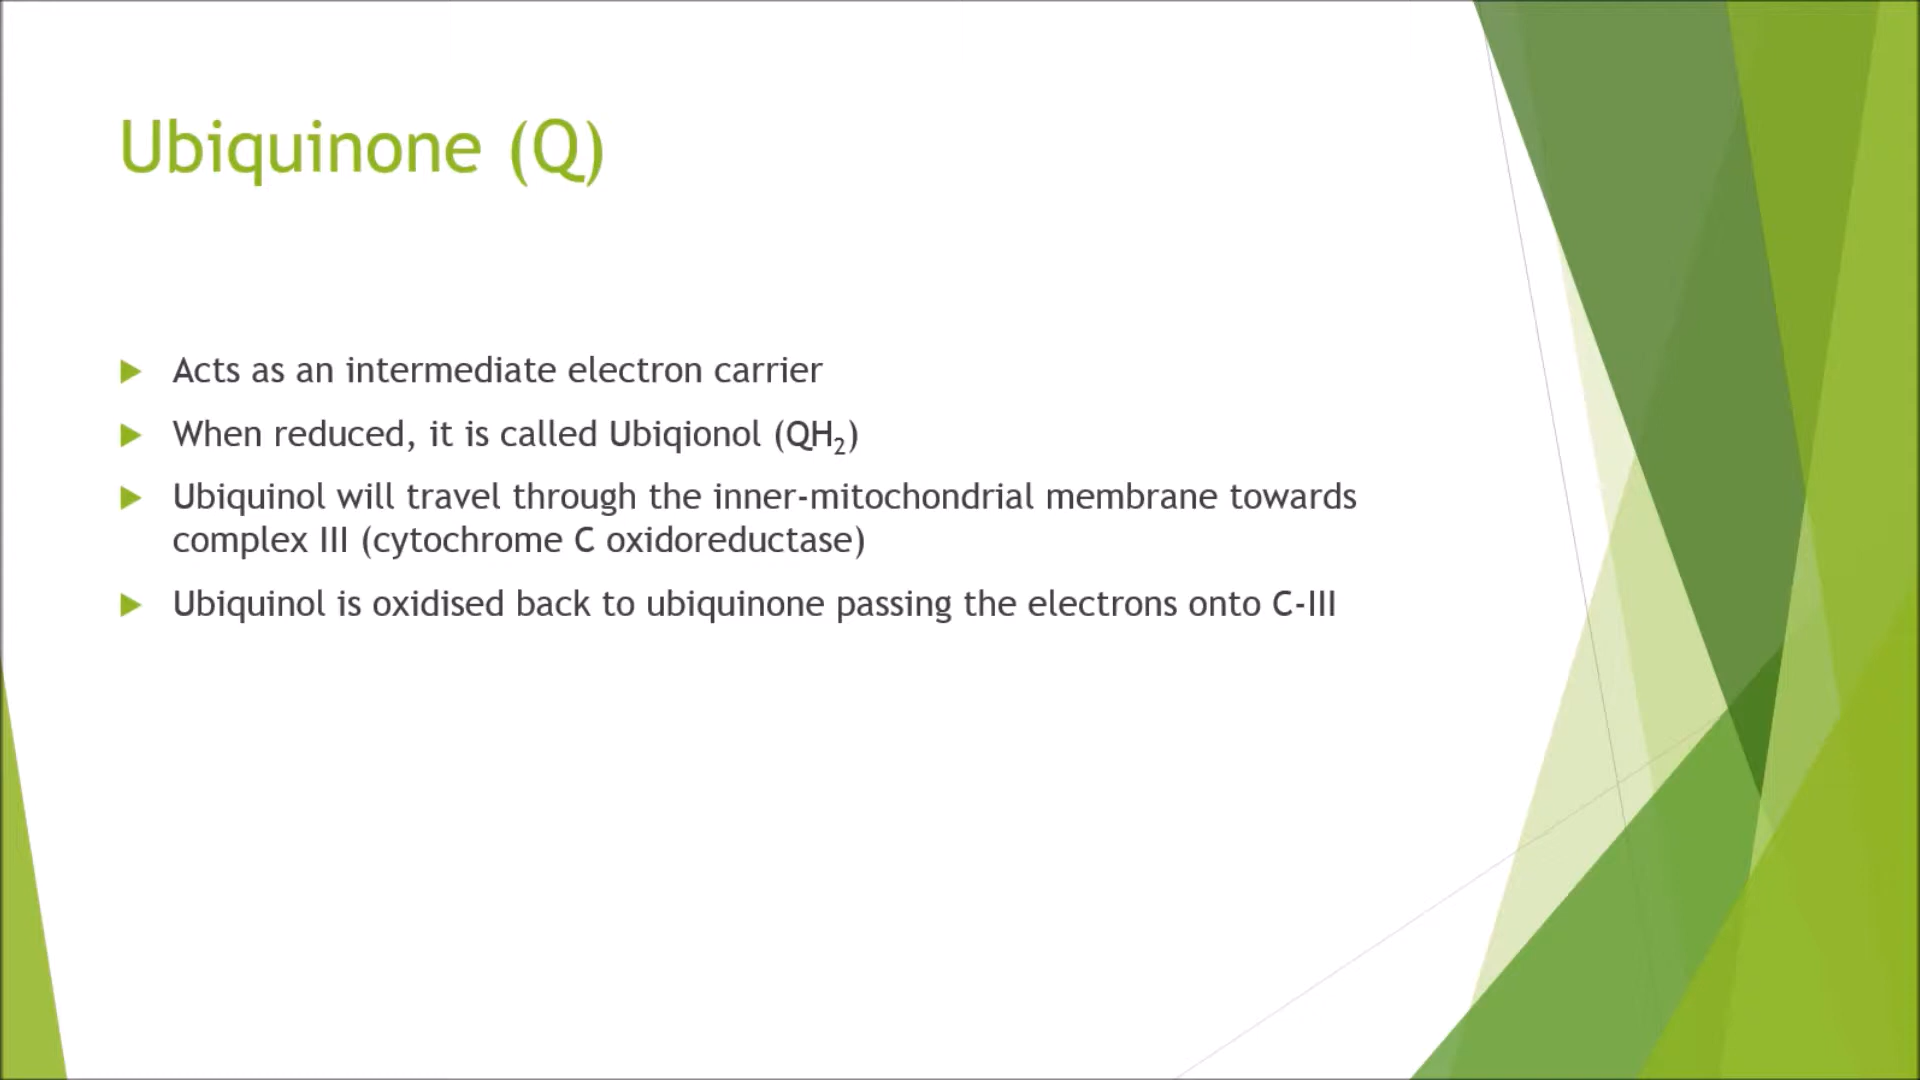 Ubiquinone (Q)
Acts as an intermediate electron carrier
When reduced, it is called Ubiqionol (QH₂)
Ubiquinol will travel through the inner-mitochondrial membrane towards
complex III (cytochrome C oxidoreductase)
Ubiquinol is oxidised back to ubiquinone passing the electrons onto C-III